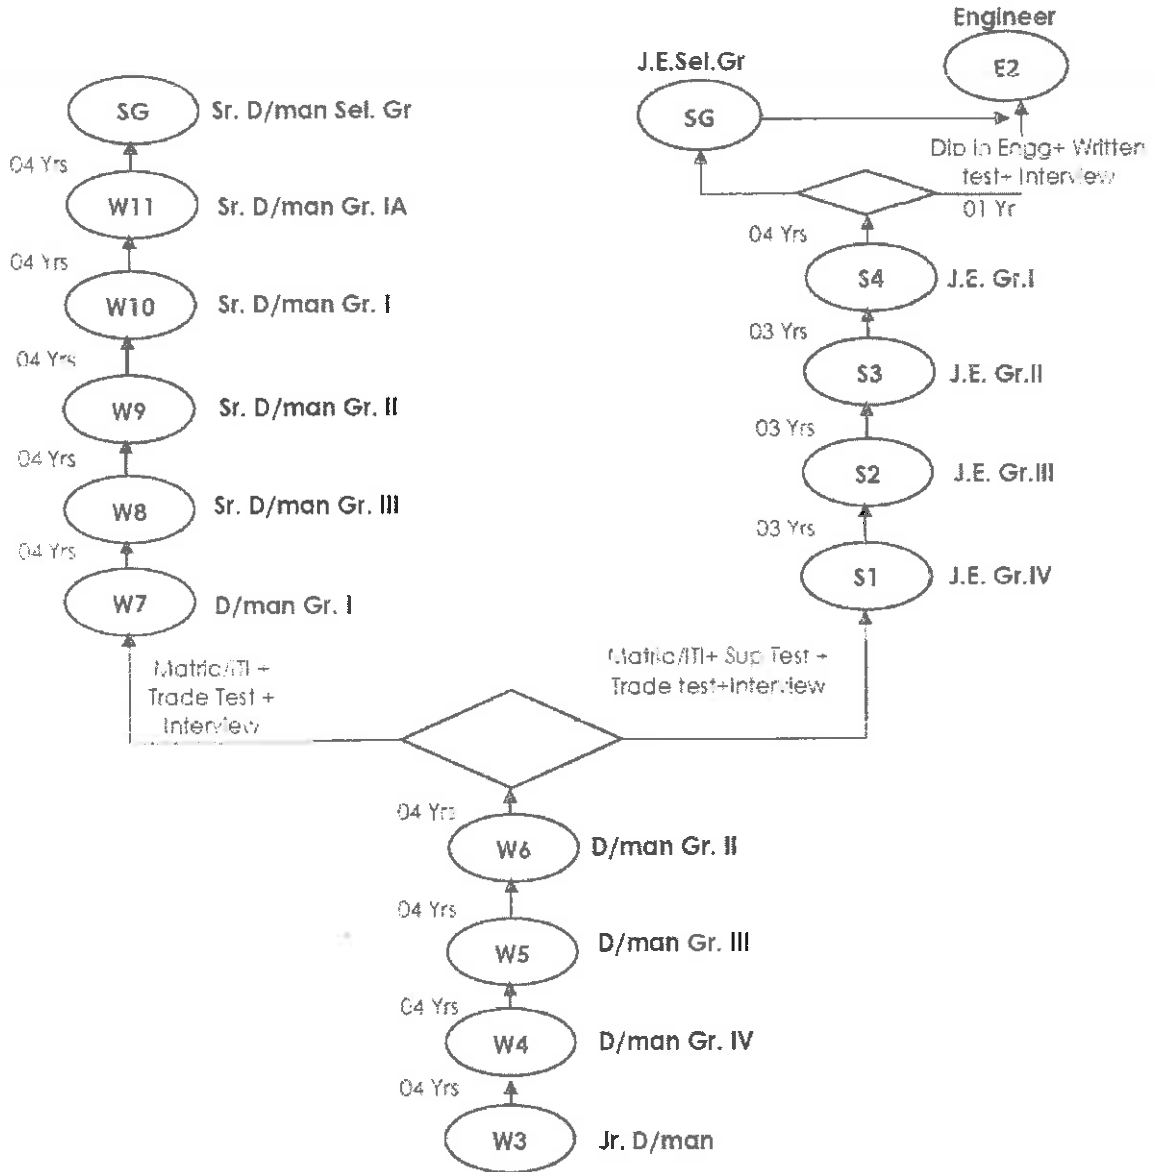 Engineer
E2
J.E.Sel.Gr
SG
SG
Sr. D/man Sel. Gr
Dip in Engg+ Written
test+ Interview
01 Yr
04 Yrs
W11
Sr. D/man Gr. IA
04 Yrs
04 Yrs
S4
J.E. Gr.I
W10
Sr. D/man Gr. I
03 Yrs
04 Yrs
S3
J.E. Gr.II
W9
Sr. D/man Gr. II
03 Yrs
04 Yrs
S2
J.E. Gr.III
W8
Sr. D/man Gr. III
03 Yrs
04 Yrs
S1
J.E. Gr.IV
W7
D/man Gr. I
Matric/ITI +
Trade Test +
Interview
Matric/ITI+ Sup Test +
Trade test+Interview
04 Yrs
W6
D/man Gr. II
04 Yrs
W5
D/man Gr. III
04 Yrs
W4
D/man Gr. IV
04 Yrs
W3
Jr. D/man